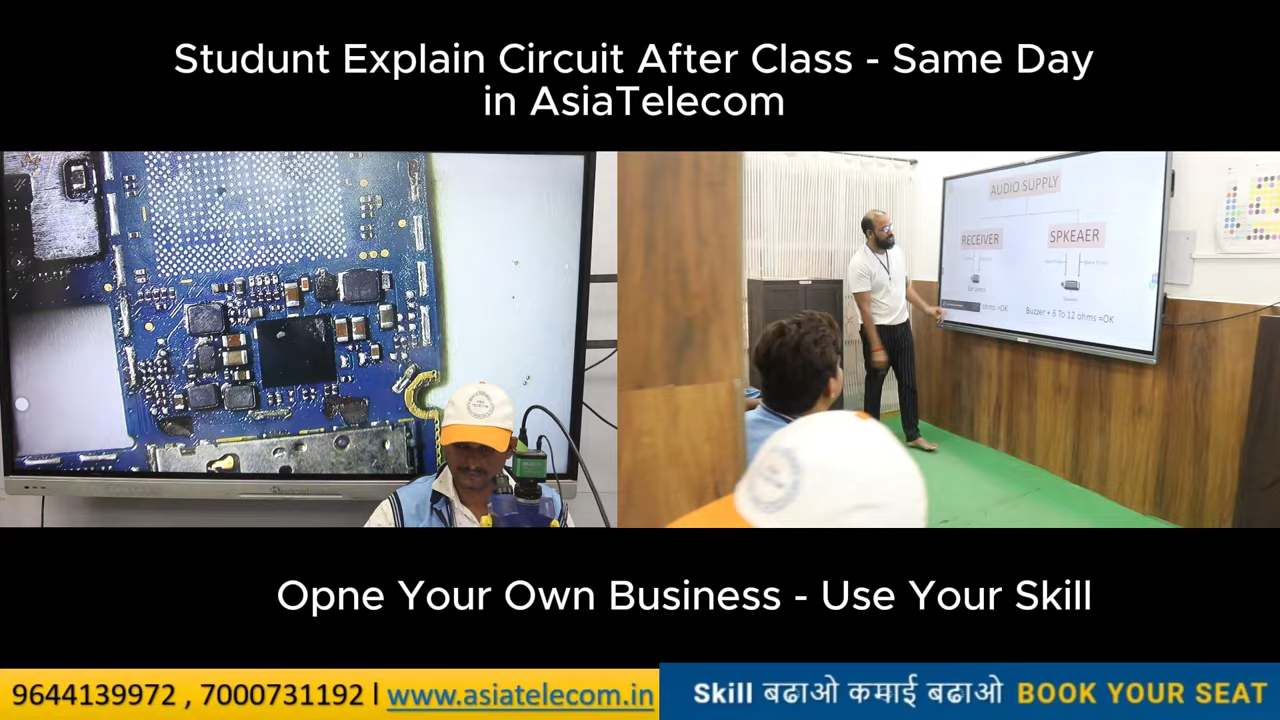 Studunt Explain Circuit After Class - Same Day
in AsiaTelecom
AUDIO SUPPLY
RECEIVER
SPKEAER
ohms =OK
Buzzer + 6 To 12 ohms =OK
Opne Your Own Business - Use Your Skill
9644139972 , 7000731192 | www.asiatelecom.in
Skill बढाओ कमाई बढाओ BOOK YOUR SEAT